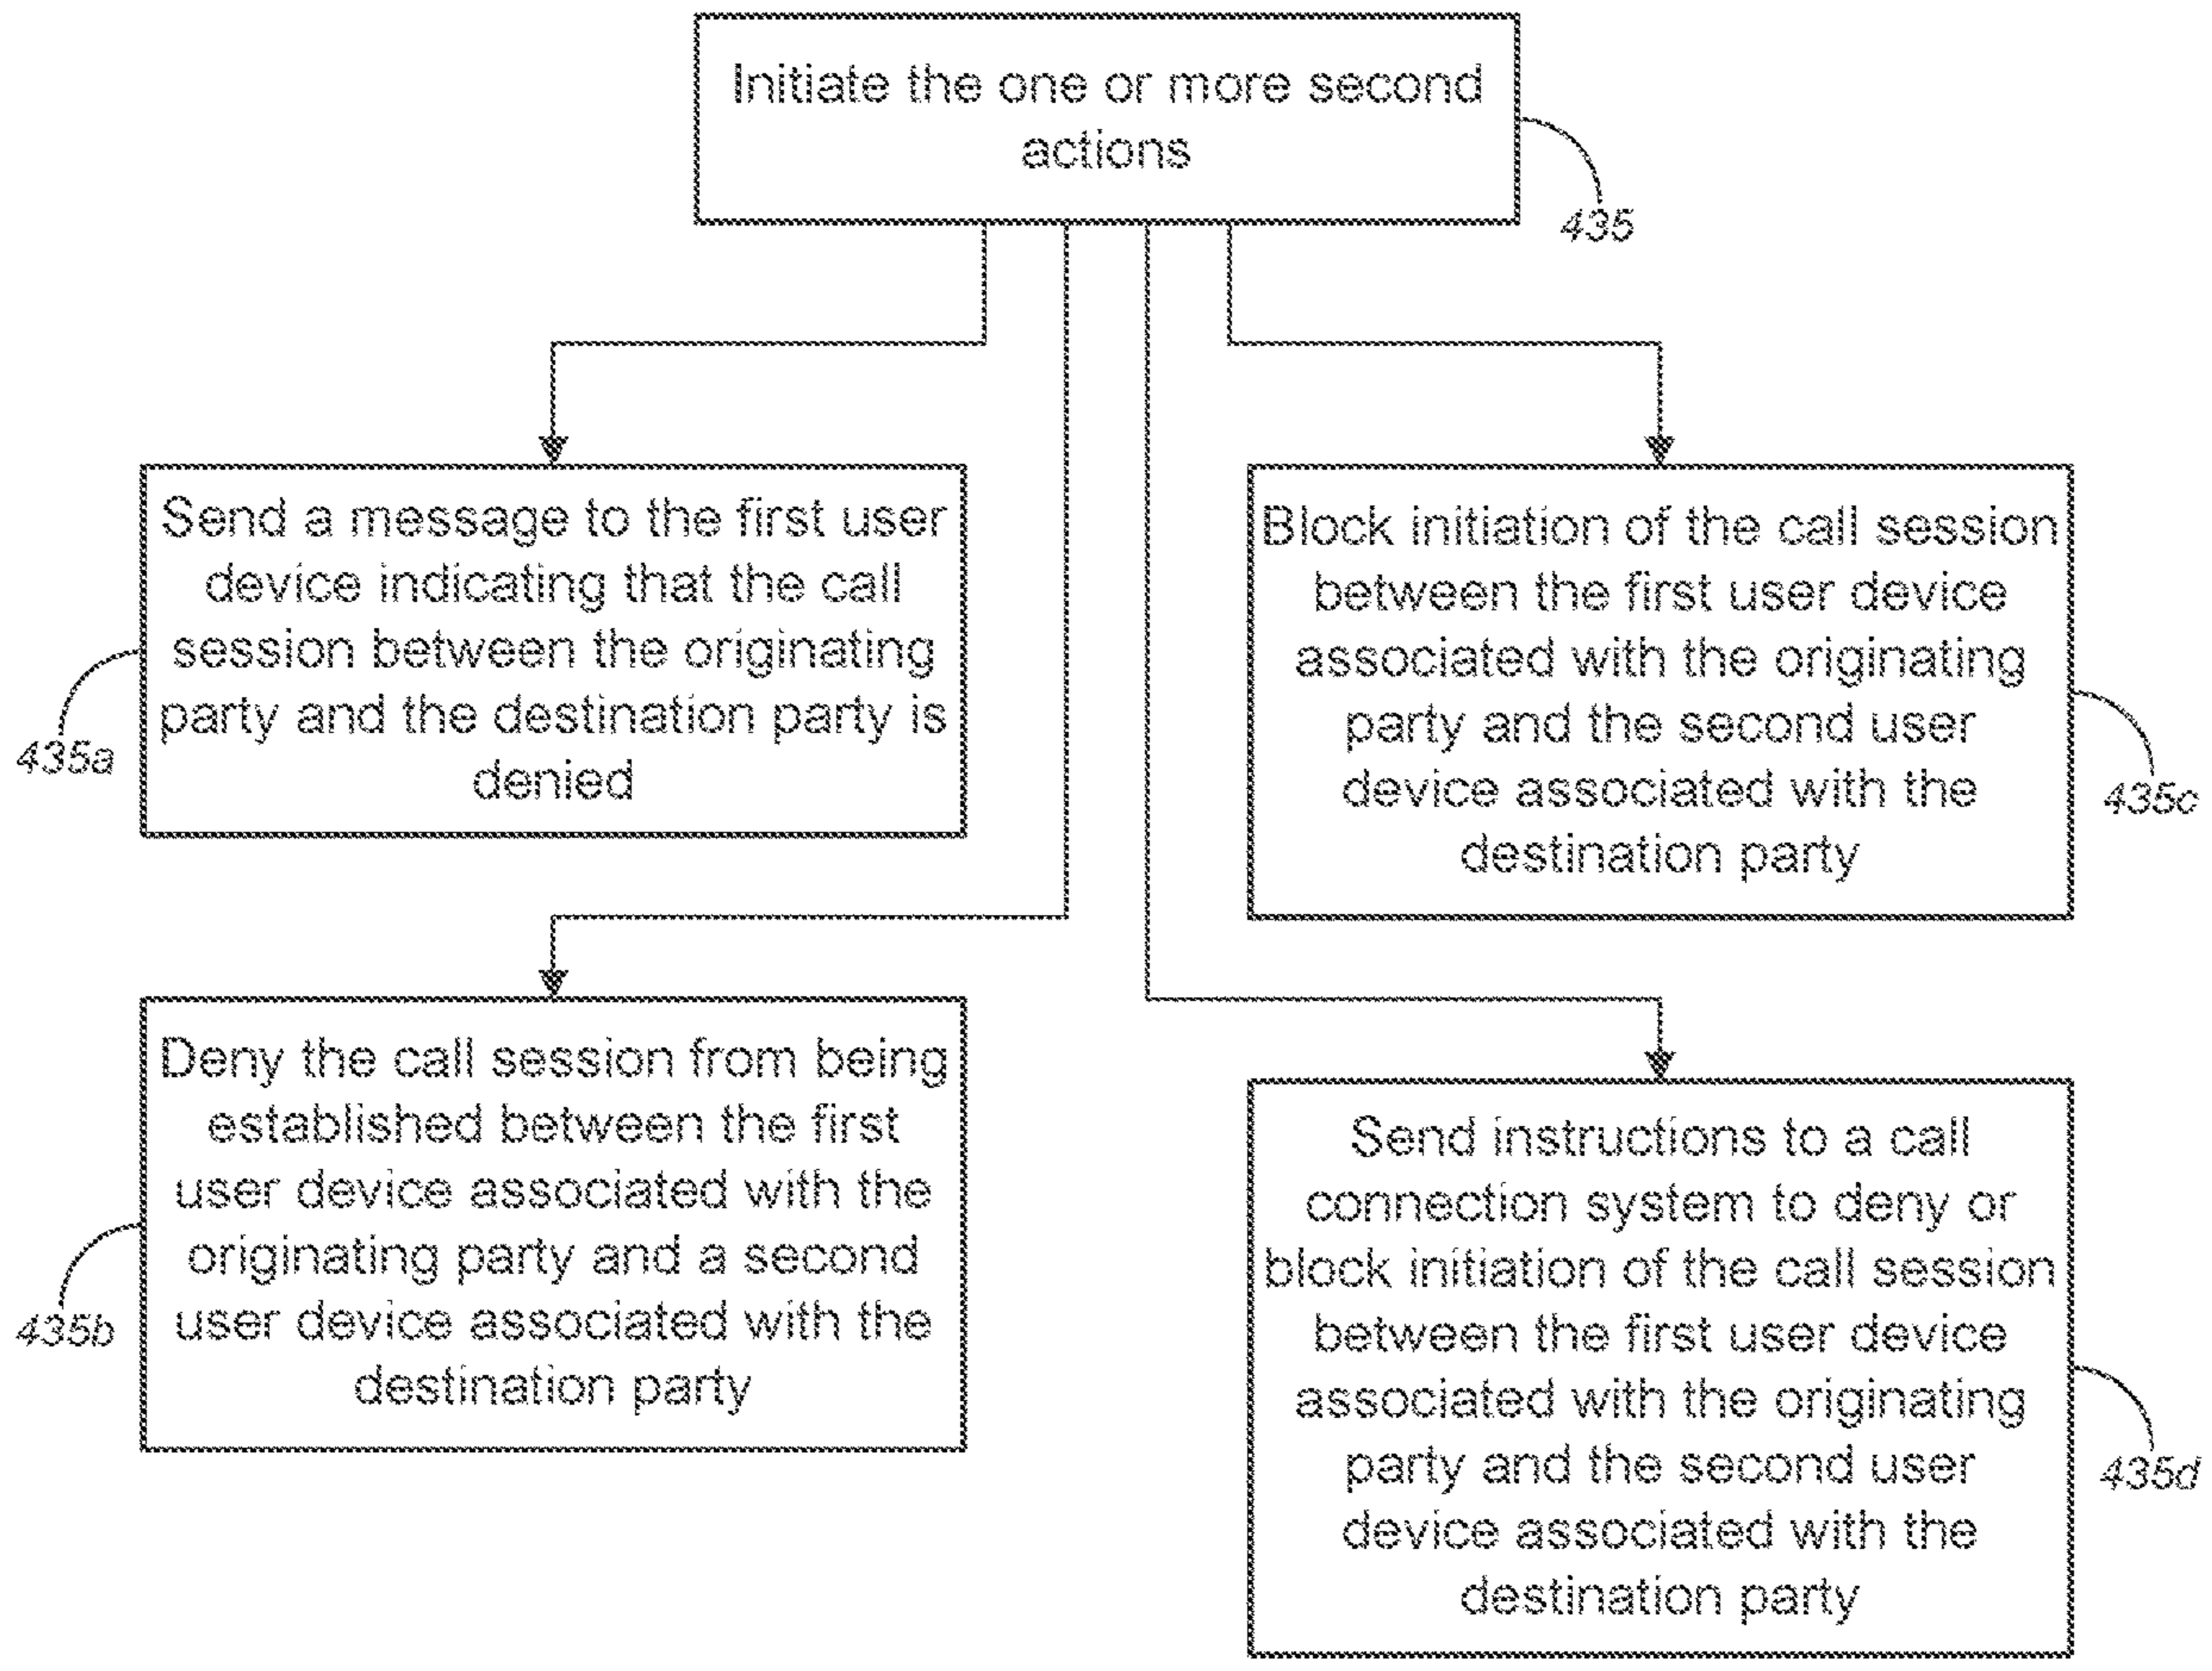 Initiate the one or more second
actions
435
Send a message to the first user
device indicating that the call
session between the originating
party and the destination party is
denied
435a
Deny the call session from being
established between the first
user device associated with the
originating party and a second
user device associated with the
destination party
435b
Block initiation of the call session
between the first user device
associated with the originating
party and the second user
device associated with the
destination party
435c
Send instructions to a call
connection system to deny or
block initiation of the call session
between the first user device
associated with the originating
party and the second user
device associated with the
destination party
435d